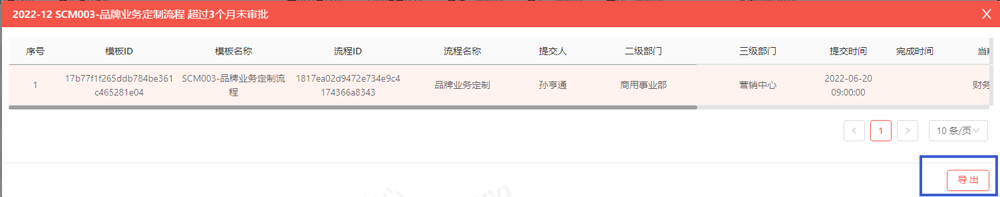 2022-12 SCM003-品牌业务定制流程 超过3个月未审批
序号 模板ID 模板名称 流程ID 流程名称 提交人 二级部门 三级部门 提交时间 完成时间 当前
1 17b77f1f265ddb784be361c465281e04 SCM003-品牌业务定制流程 1817ea02d9472e734e9c4174366a8343 品牌业务定制 孙亨通 商用事业部 营销中心 2022-06-20 09:00:00 财务
1 10 条/页
导 出